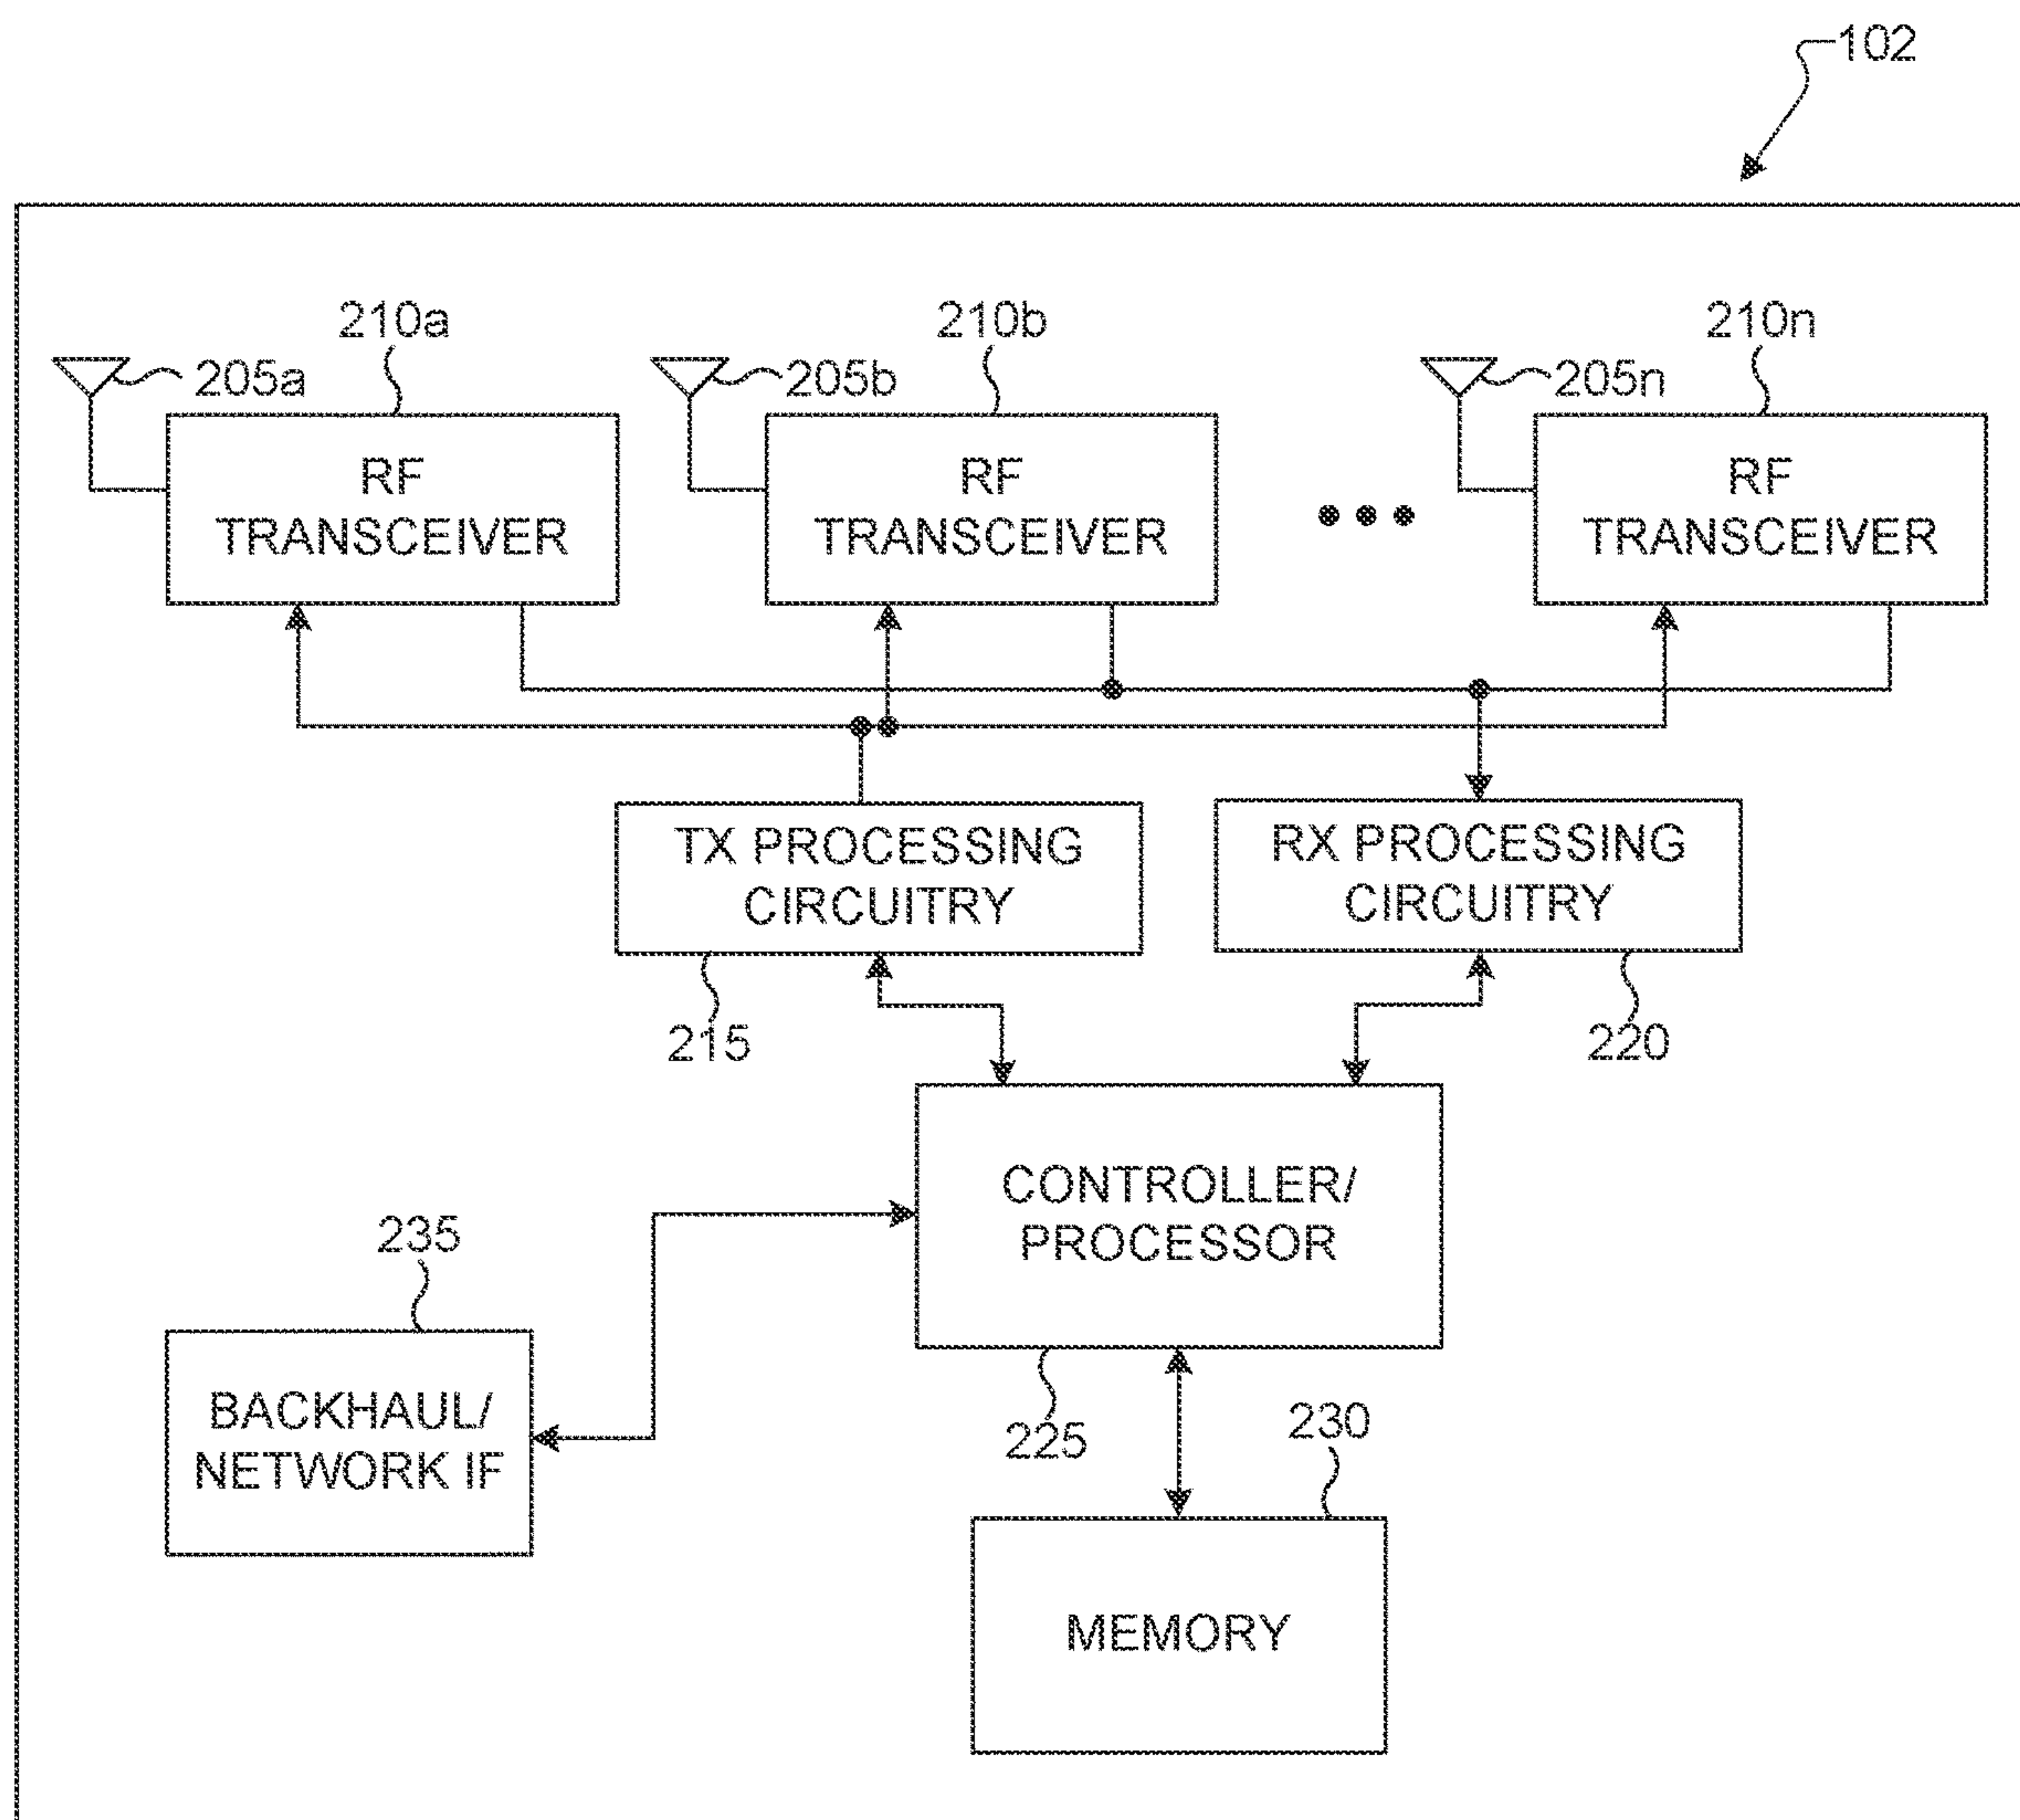 102
210a
210b
210n
205a
205b
205n
RF
TRANSCEIVER
RF
TRANSCEIVER
RF
TRANSCEIVER
TX PROCESSING
CIRCUITRY
RX PROCESSING
CIRCUITRY
215
220
CONTROLLER/
PROCESSOR
235
BACKHAUL/
NETWORK IF
225
230
MEMORY